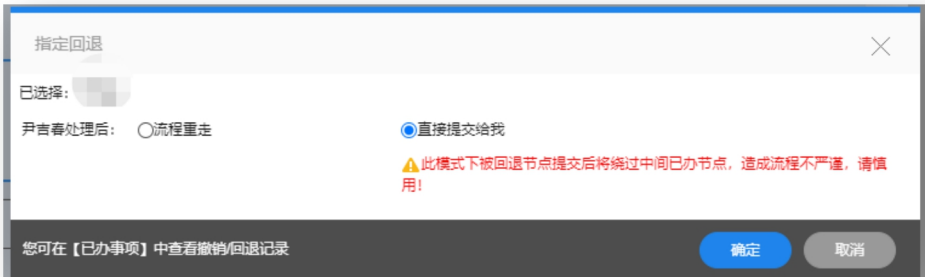 指定回退
已选择：
尹吉春处理后： 流程重走 直接提交给我
此模式下被回退节点提交后将绕过中间已办节点，造成流程不严谨，请慎
用！
您可在【已办事项】中查看撤销/回退记录
确定 取消